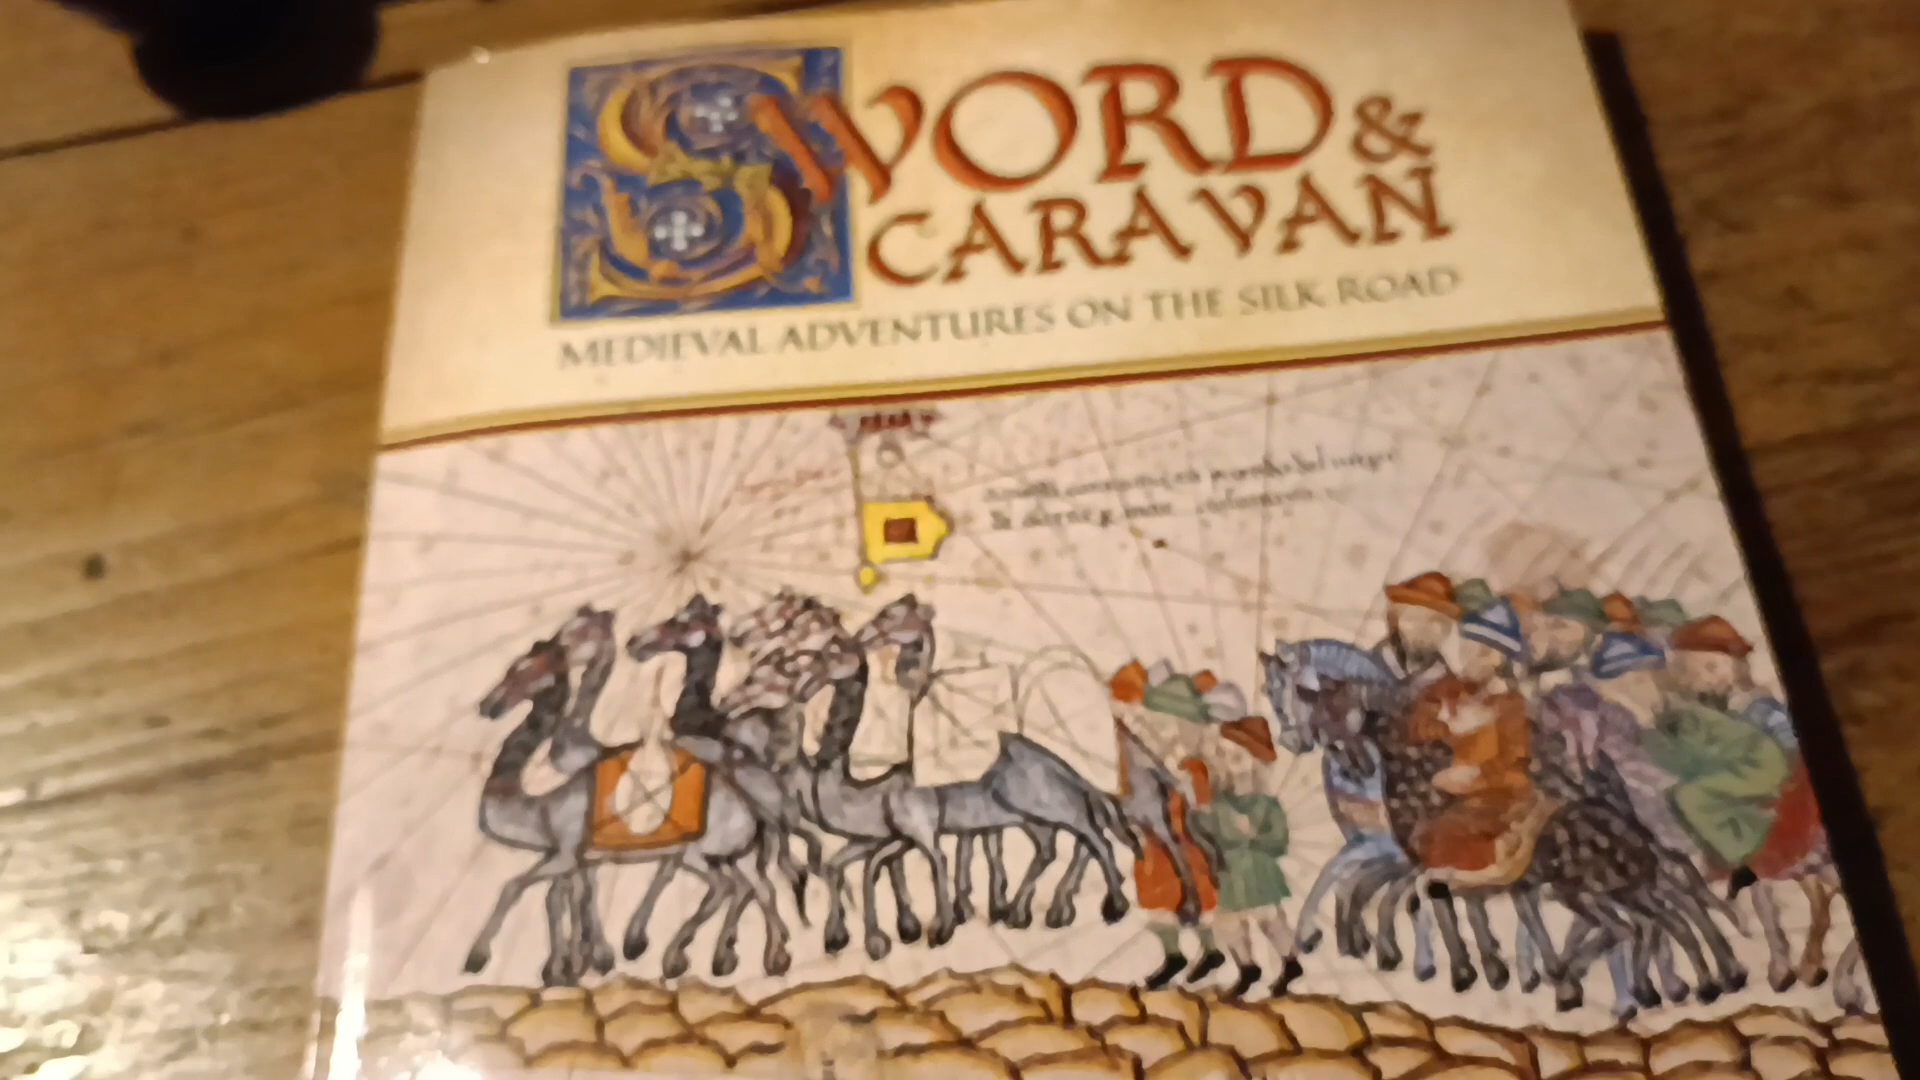 SWORD &
CARAVAN
MEDIEVAL ADVENTURES ON THE SILK ROAD